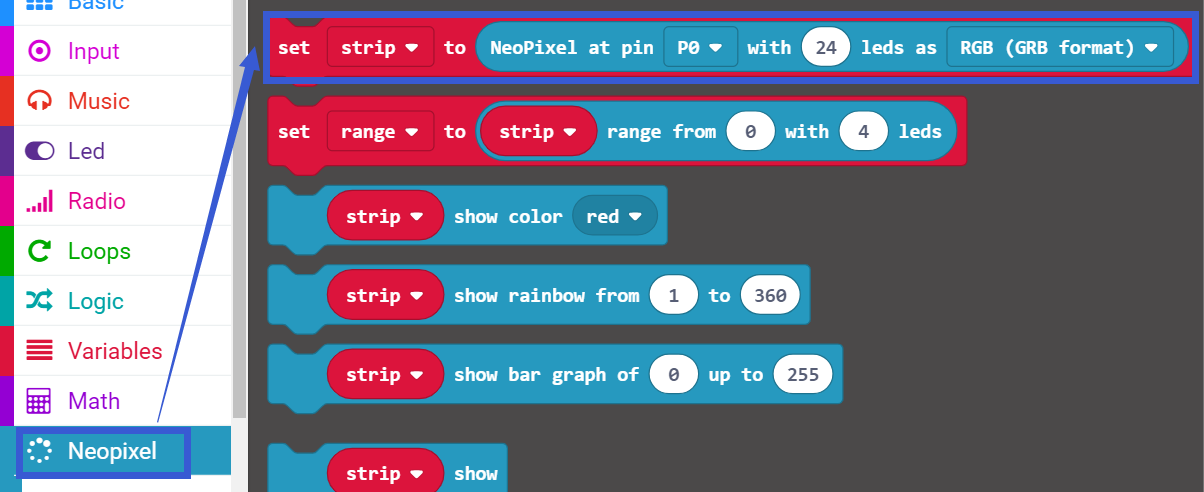 Basic
Input
Music
Led
Radio
Loops
Logic
Variables
Math
Neopixel
set strip to NeoPixel at pin P0 with 24 leds as RGB (GRB format)
set range to strip range from 0 with 4 leds
strip show color red
strip show rainbow from 1 to 360
strip show bar graph of 0 up to 255
strip show